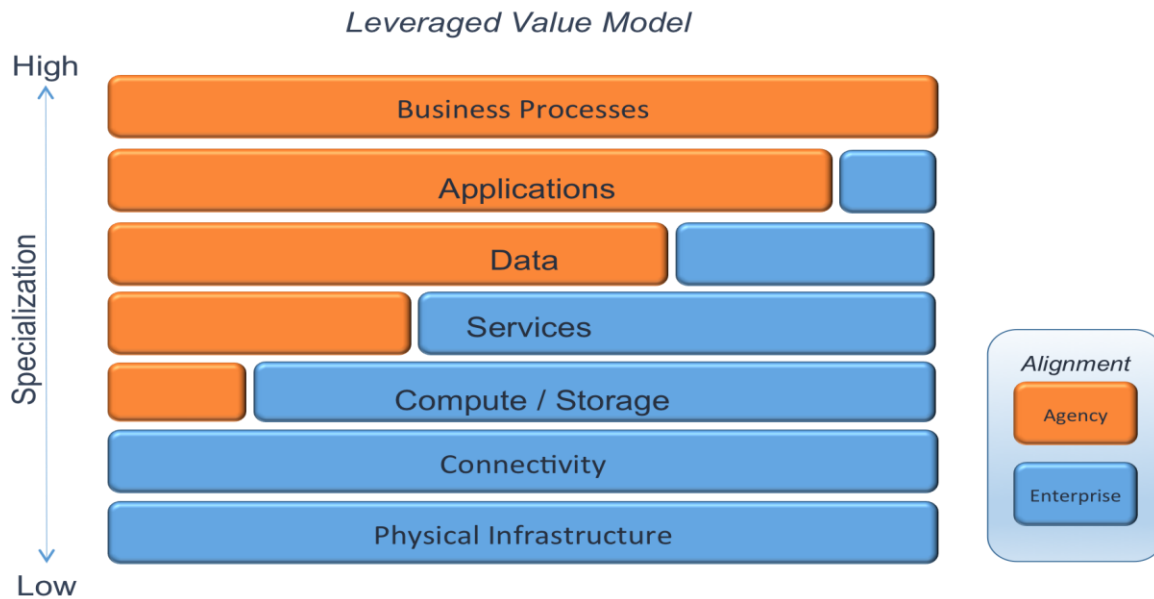 Leveraged Value Model
High
Business Processes
Applications
Data
Specialization
Services
Compute / Storage
Connectivity
Physical Infrastructure
Low
Alignment
Agency
Enterprise